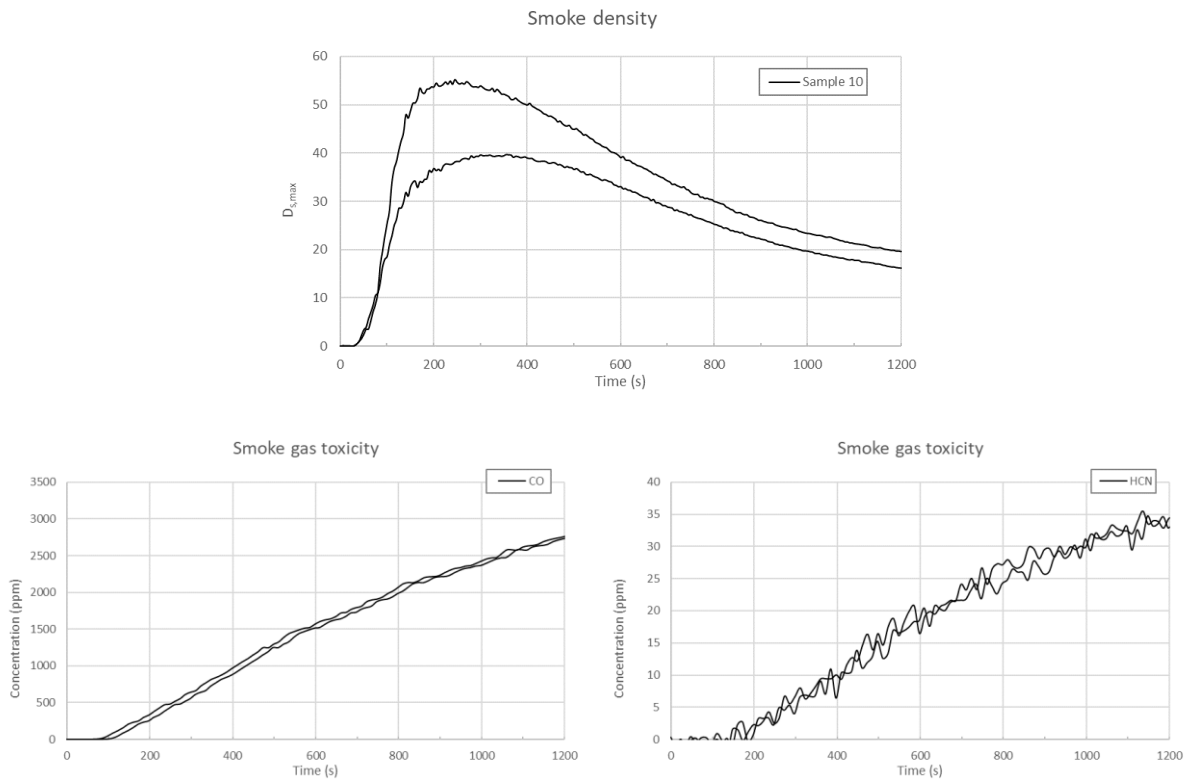 Smoke density
60
50
40
30
20
10
0
D_s,max
Sample 10
0 200 400 600 800 1000 1200
Time (s)
Smoke gas toxicity
CO
3500
3000
2500
2000
1500
1000
500
0
Concentration (ppm)
0 200 400 600 800 1000 1200
Time (s)
Smoke gas toxicity
HCN
40
35
30
25
20
15
10
5
0
Concentration (ppm)
0 200 400 600 800 1000 1200
Time (s)